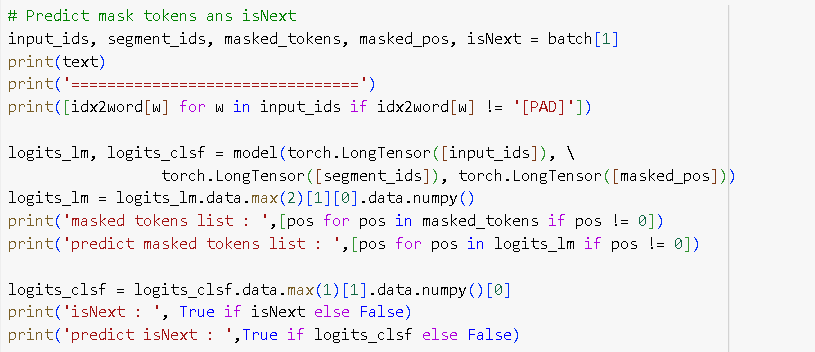 # Predict mask tokens ans isNext
input_ids, segment_ids, masked_tokens, masked_pos, isNext = batch[1]
print(text)
print('================================')
print([idx2word[w] for w in input_ids if idx2word[w] != '[PAD]'])
logits_lm, logits_clsf = model(torch.LongTensor([input_ids]), \
torch.LongTensor([segment_ids]), torch.LongTensor([masked_pos]))
logits_lm = logits_lm.data.max(2)[1][0].data.numpy()
print('masked tokens list : ',[pos for pos in masked_tokens if pos != 0])
print('predict masked tokens list : ',[pos for pos in logits_lm if pos != 0])
logits_clsf = logits_clsf.data.max(1)[1].data.numpy()[0]
print('isNext : ', True if isNext else False)
print('predict isNext : ',True if logits_clsf else False)